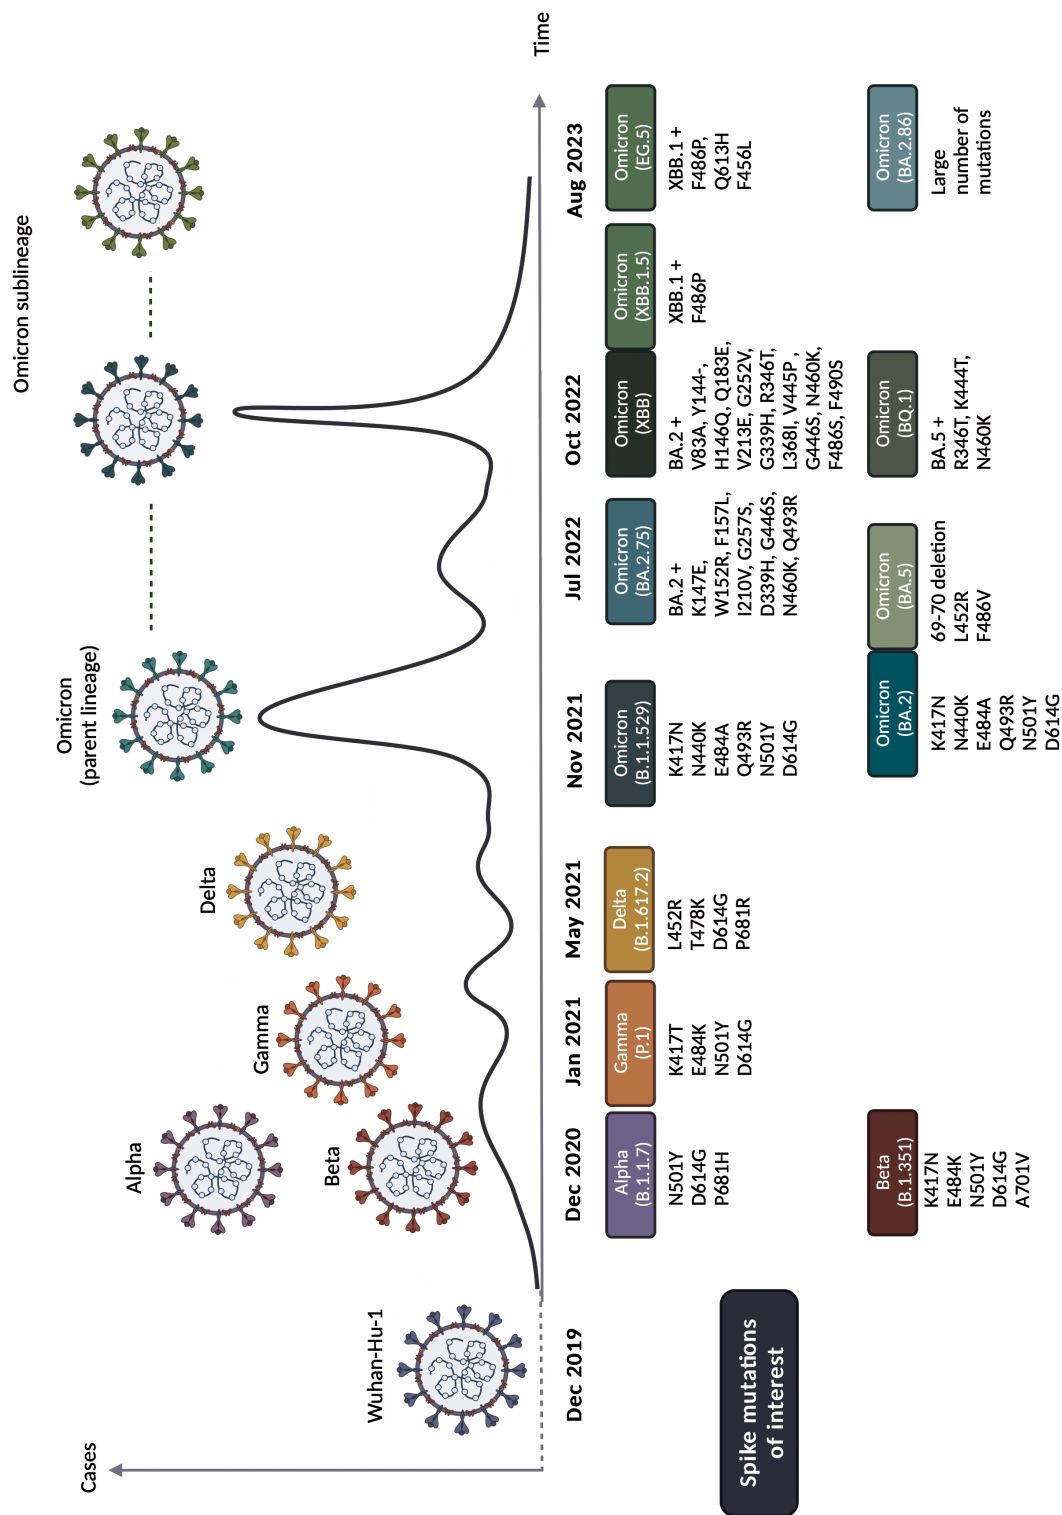 Cases
Time
Wuhan-Hu-1
Alpha
Beta
Gamma
Delta
Omicron
(parent lineage)
Omicron sublineage
Dec 2019
Dec 2020
Jan 2021
May 2021
Nov 2021
Jul 2022
Oct 2022
Aug 2023
Spike mutations
of interest
Alpha
(B.1.1.7)
N501Y
D614G
P681H
Beta
(B.1.351)
K417N
E484K
N501Y
D614G
A701V
Gamma
(P.1)
K417T
E484K
N501Y
D614G
Delta
(B.1.617.2)
L452R
T478K
D614G
P681R
Omicron
(B.1.1.529)
K417N
N440K
E484A
Q493R
N501Y
D614G
Omicron
(BA.2)
K417N
N440K
E484A
Q493R
N501Y
D614G
Omicron
(BA.2.75)
BA.2 +
K147E,
W152R, F157L,
I210V, G257S,
D339H, G446S,
N460K, Q493R
Omicron
(BA.5)
69-70 deletion
L452R
F486V
Omicron
(XBB)
BA.2 +
V83A, Y144-,
H146Q, Q183E,
V213E, G252V,
G339H, R346T,
L368I, V445P,
G446S, N460K,
F486S, F490S
Omicron
(BQ.1)
BA.5 +
R346T, K444T,
N460K
Omicron
(XBB.1.5)
XBB.1 +
F486P
Omicron
(EG.5)
XBB.1 +
F486P,
Q613H
F456L
Omicron
(BA.2.86)
Large
number of
mutations